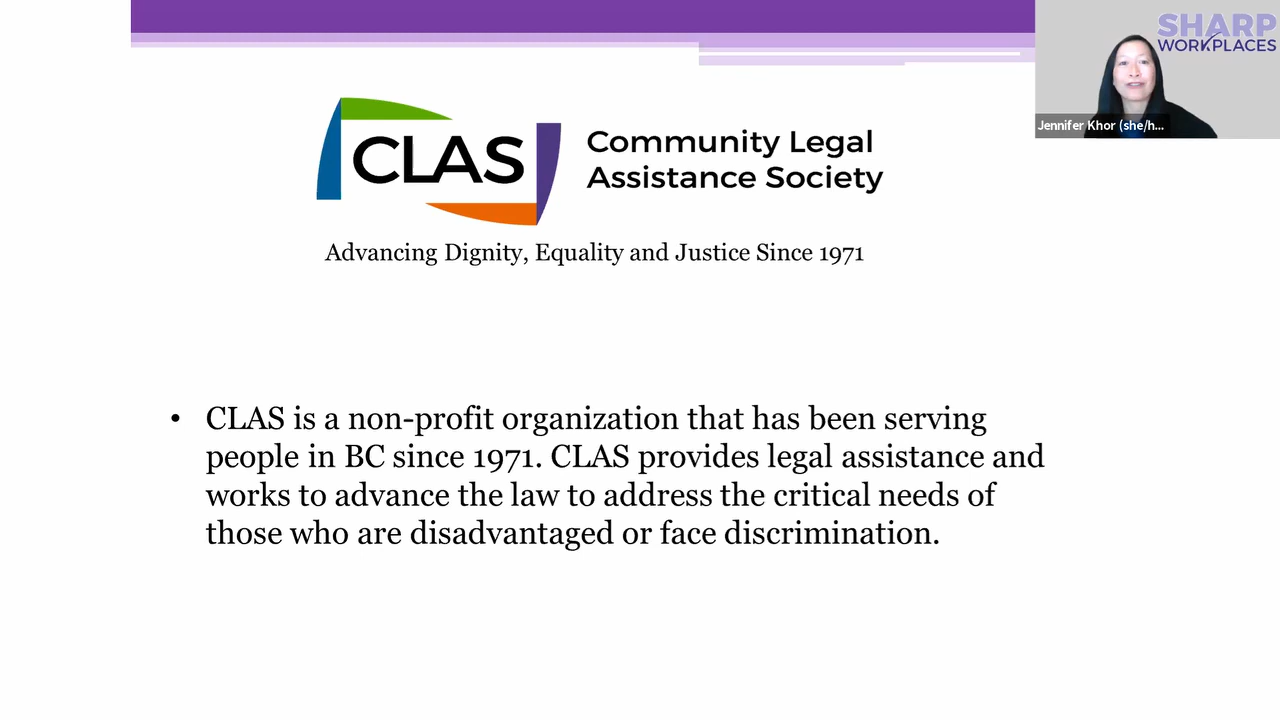 SHARP
WORKPLACES
Jennifer Khor (she/h...
CLAS
Community Legal
Assistance Society
Advancing Dignity, Equality and Justice Since 1971
• CLAS is a non-profit organization that has been serving
people in BC since 1971. CLAS provides legal assistance and
works to advance the law to address the critical needs of
those who are disadvantaged or face discrimination.